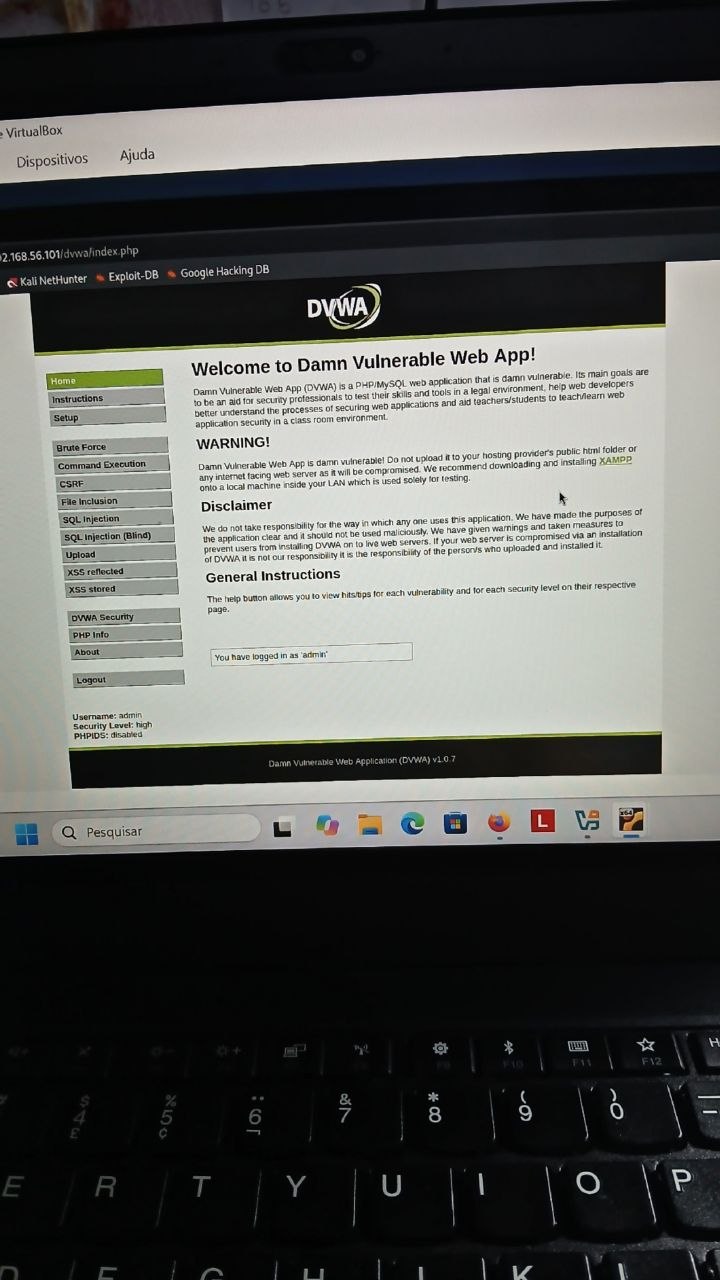 VirtualBox
Dispositivos Ajuda
2.168.56.101/dvwa/index.php
Kali NetHunter Exploit-DB Google Hacking DB
DVWA
Home
Instructions
Setup
Brute Force
Command Execution
CSRF
File Inclusion
SQL Injection
SQL Injection (Blind)
Upload
XSS reflected
XSS stored
DVWA Security
PHP Info
About
Logout
Welcome to Damn Vulnerable Web App!
Damn Vulnerable Web App (DVWA) is a PHP/MySQL web application that is damn vulnerable. Its main goals are
to be an aid for security professionals to test their skills and tools in a legal environment, help web developers
better understand the processes of securing web applications and aid teachers/students to teach/learn web
application security in a class room environment.
WARNING!
Damn Vulnerable Web App is damn vulnerable! Do not upload it to your hosting provider's public html folder or
any internet facing web server as it will be compromised. We recommend downloading and installing XAMPP
onto a local machine inside your LAN which is used solely for testing.
Disclaimer
We do not take responsibility for the way in which any one uses this application. We have made the purposes of
the application clear and it should not be used maliciously. We have given warnings and taken measures to
prevent users from installing DVWA on to live web servers. If your web server is compromised via an installation
of DVWA it is not our responsibility it is the responsibility of the person/s who uploaded and installed it.
General Instructions
The help button allows you to view hits/tips for each vulnerability and for each security level on their respective
page.
You have logged in as 'admin'
Username: admin
Security Level: high
PHPIDS: disabled
Damn Vulnerable Web Application (DVWA) v1.0.7
Pesquisar
L
x64
F10 F11 F12
$ % ¨ & * ( )
4 5 6 7 8 9 0
£ ¢ ¬
E R T Y U I O P